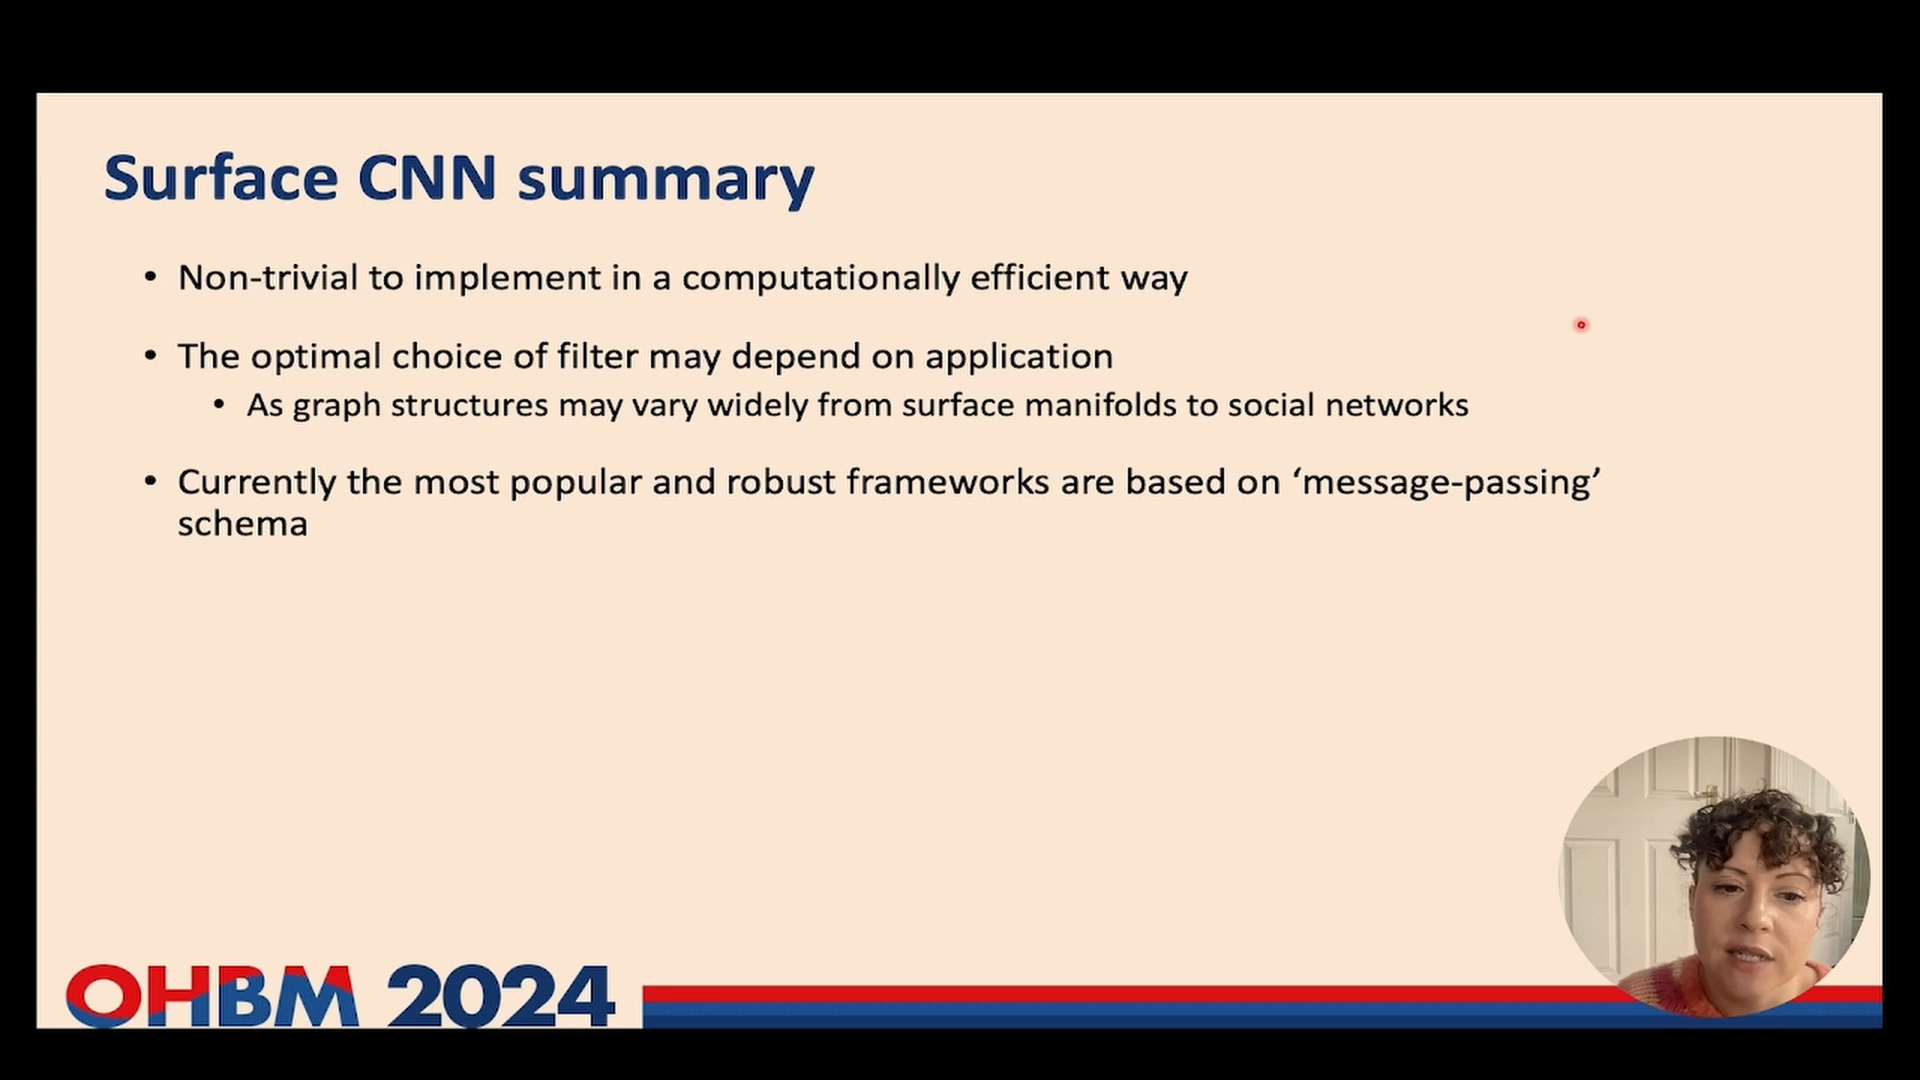 Surface CNN summary
• Non-trivial to implement in a computationally efficient way
• The optimal choice of filter may depend on application
• As graph structures may vary widely from surface manifolds to social networks
• Currently the most popular and robust frameworks are based on ‘message-passing’
schema
OHBM 2024